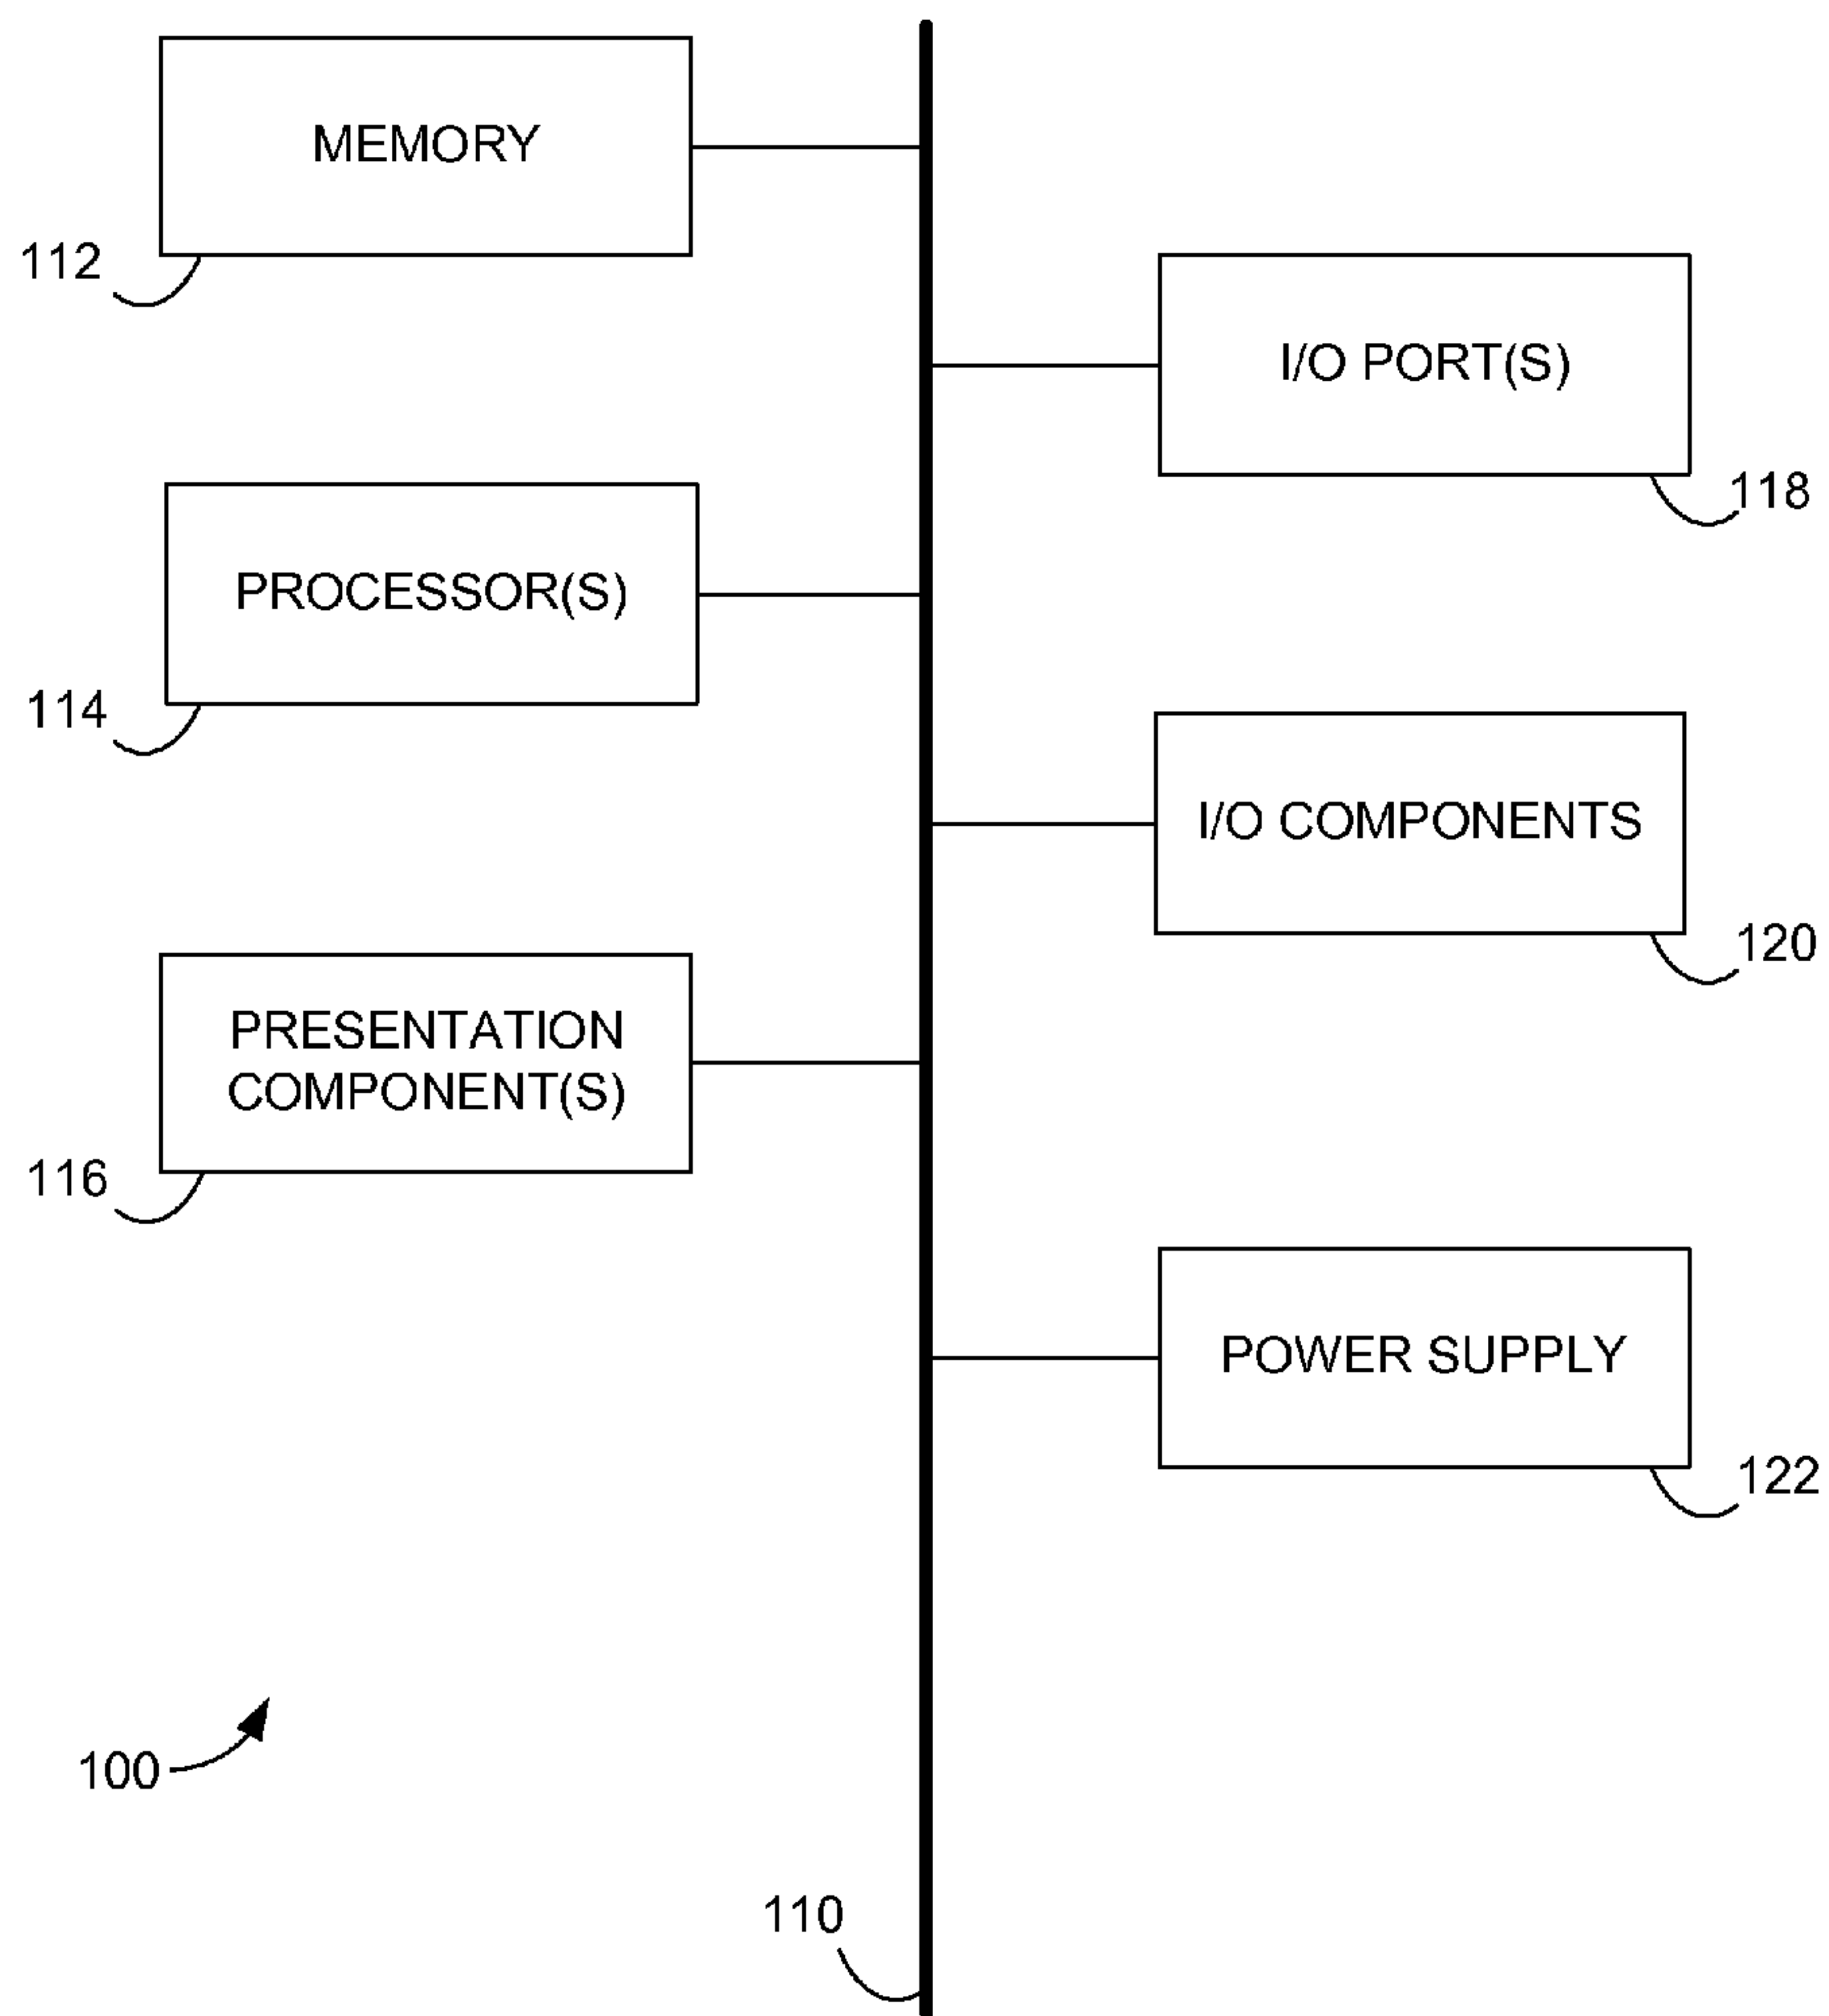 MEMORY
112
I/O PORT(S)
118
PROCESSOR(S)
114
I/O COMPONENTS
120
PRESENTATION
COMPONENT(S)
116
POWER SUPPLY
122
100
110